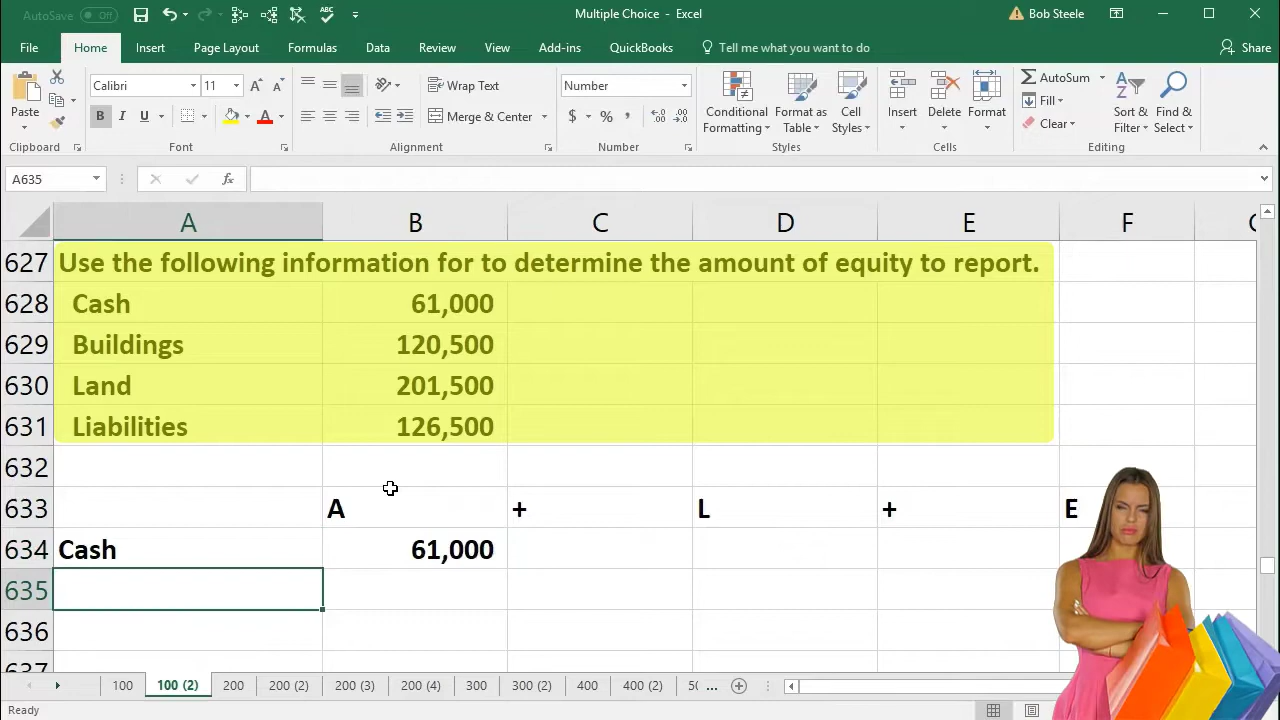 AutoSave Off
Multiple Choice - Excel
Bob Steele
File Home Insert Page Layout Formulas Data Review View Add-ins QuickBooks Tell me what you want to do Share
Calibri 11 Wrap Text Number AutoSum
Paste Conditional Format as Cell Insert Delete Format Fill Sort & Find &
B I U A Merge & Center $ % , Formatting Table Styles Clear Filter Select
Clipboard Font Alignment Number Styles Cells Editing
A635 fx
A B C D E F
627 Use the following information for to determine the amount of equity to report.
628 Cash 61,000
629 Buildings 120,500
630 Land 201,500
631 Liabilities 126,500
632
633 A + L + E
634 Cash 61,000
635
636
637
100 100 (2) 200 200 (2) 200 (3) 200 (4) 300 300 (2) 400 400 (2) ...
Ready